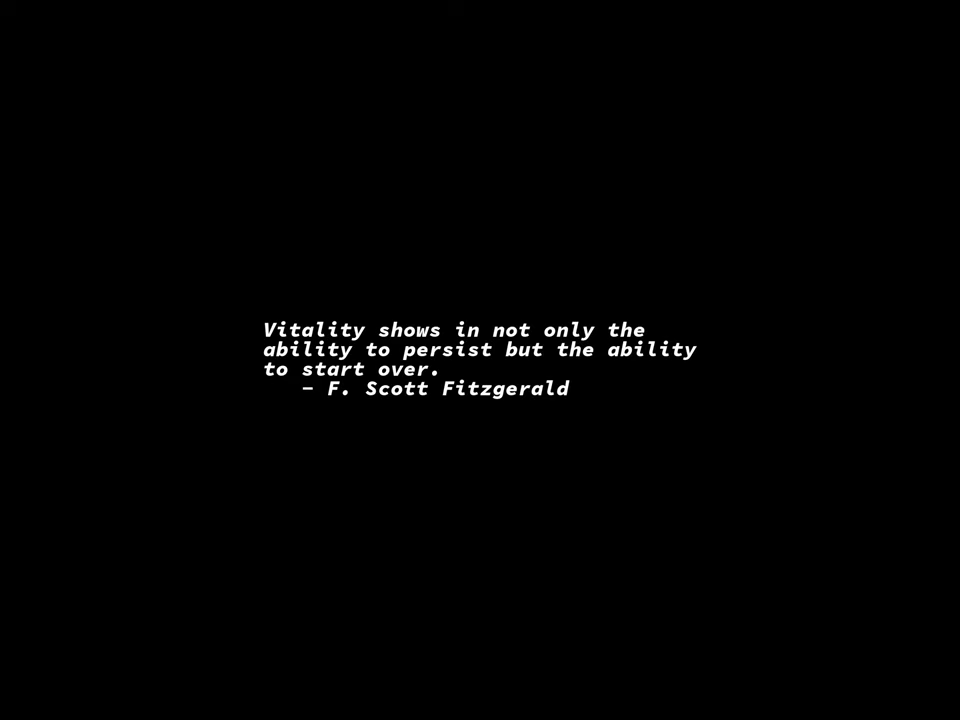 Vitality shows in not only the
ability to persist but the ability
to start over.
– F. Scott Fitzgerald